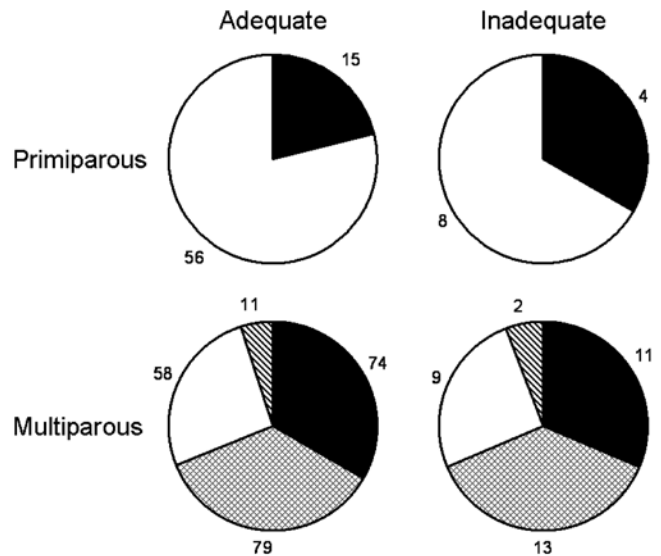 Adequate Inadequate
15 4
Primiparous
56 8
11 2
58 74 9 11
Multiparous
79 13